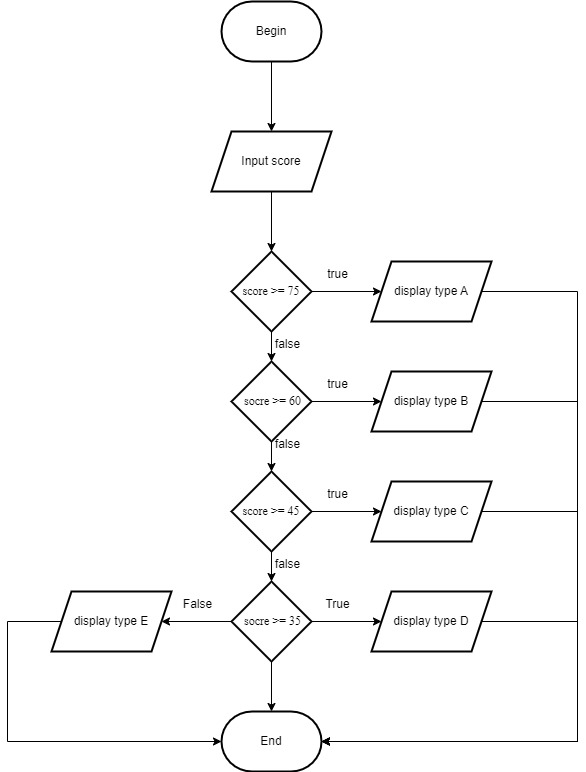 Begin
Input score
score >= 75
true
display type A
false
socre >= 60
true
display type B
false
score >= 45
true
display type C
false
display type E
False
socre >= 35
True
display type D
End